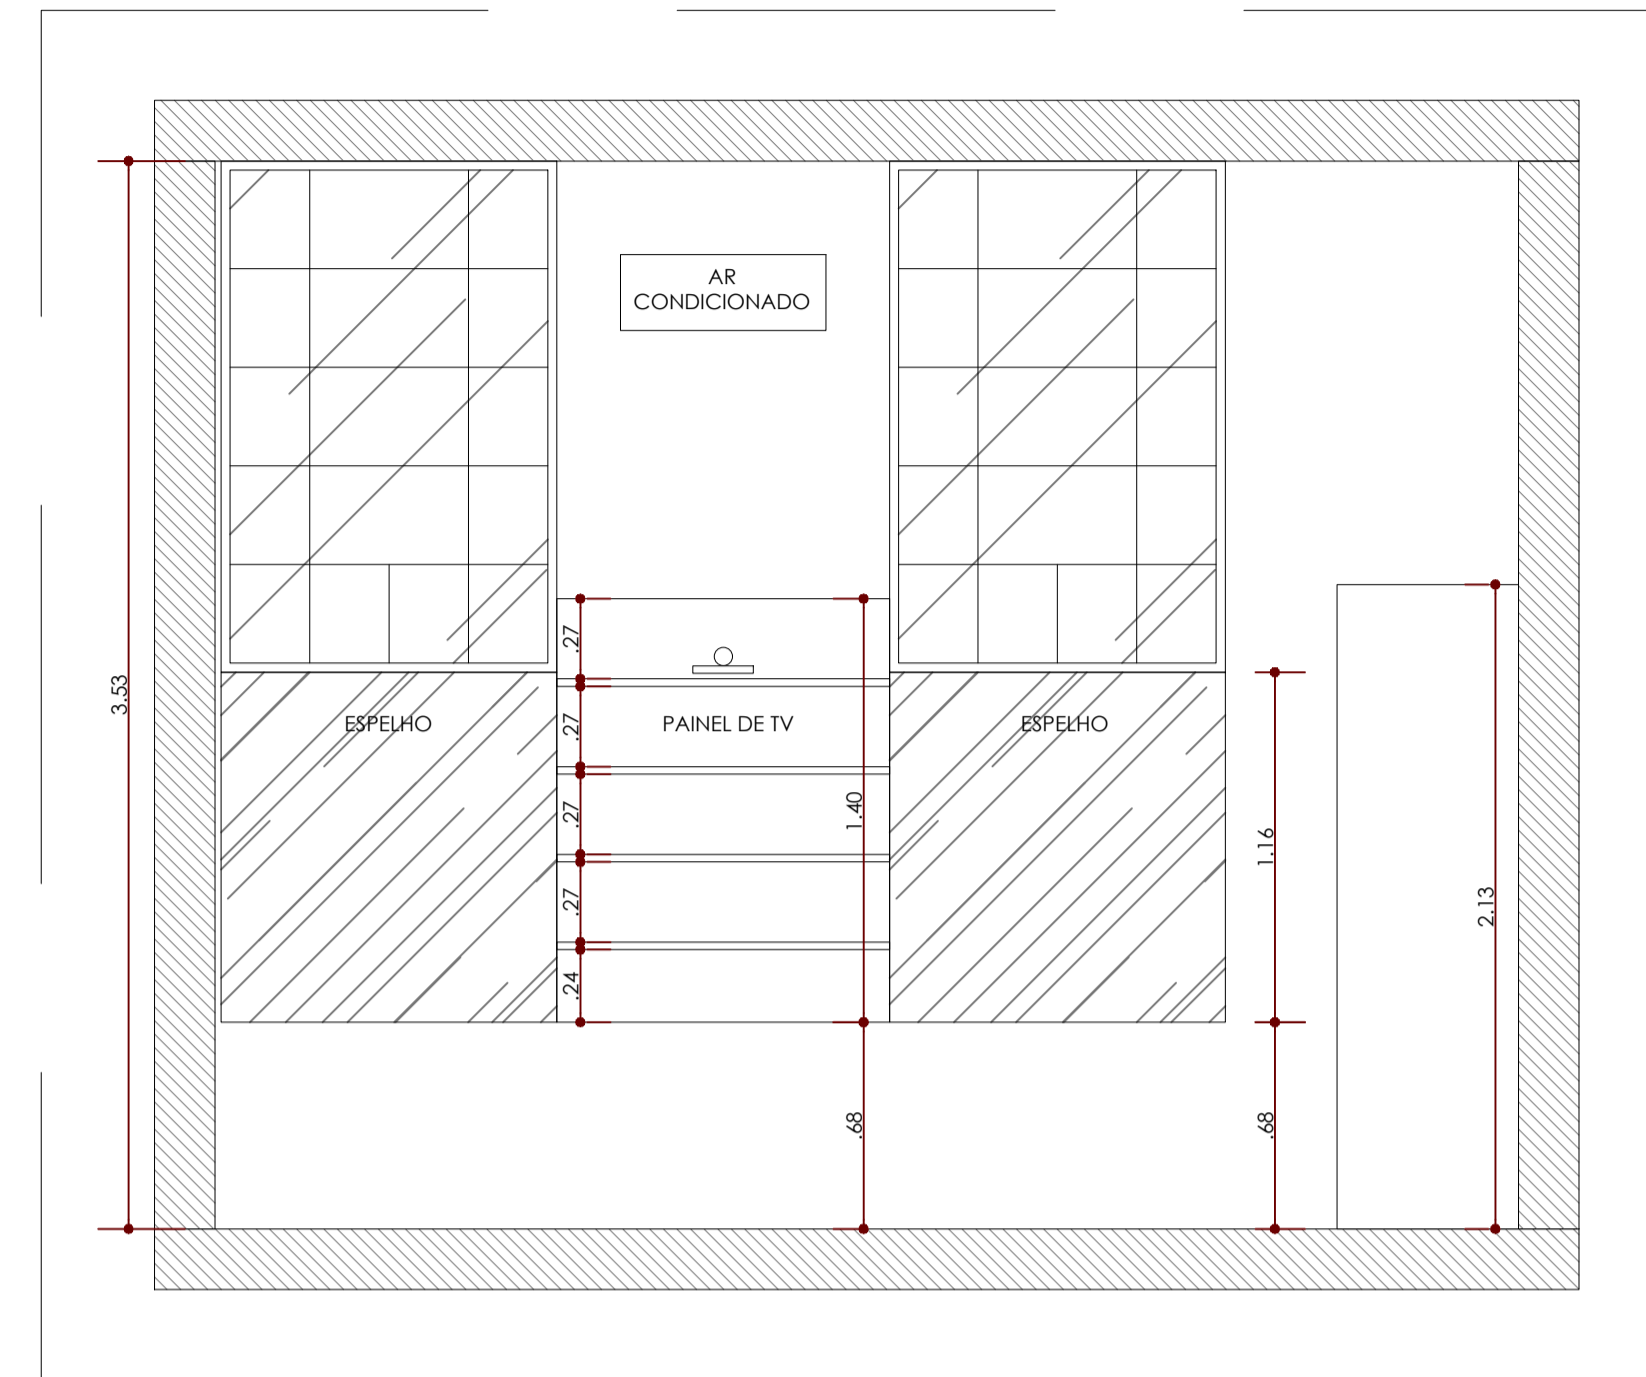 AR
CONDICIONADO
3.53
.27
ESPELHO
.27
PAINEL DE TV
ESPELHO
.27
1.40
1.16
.27
2.13
.24
.68
.68